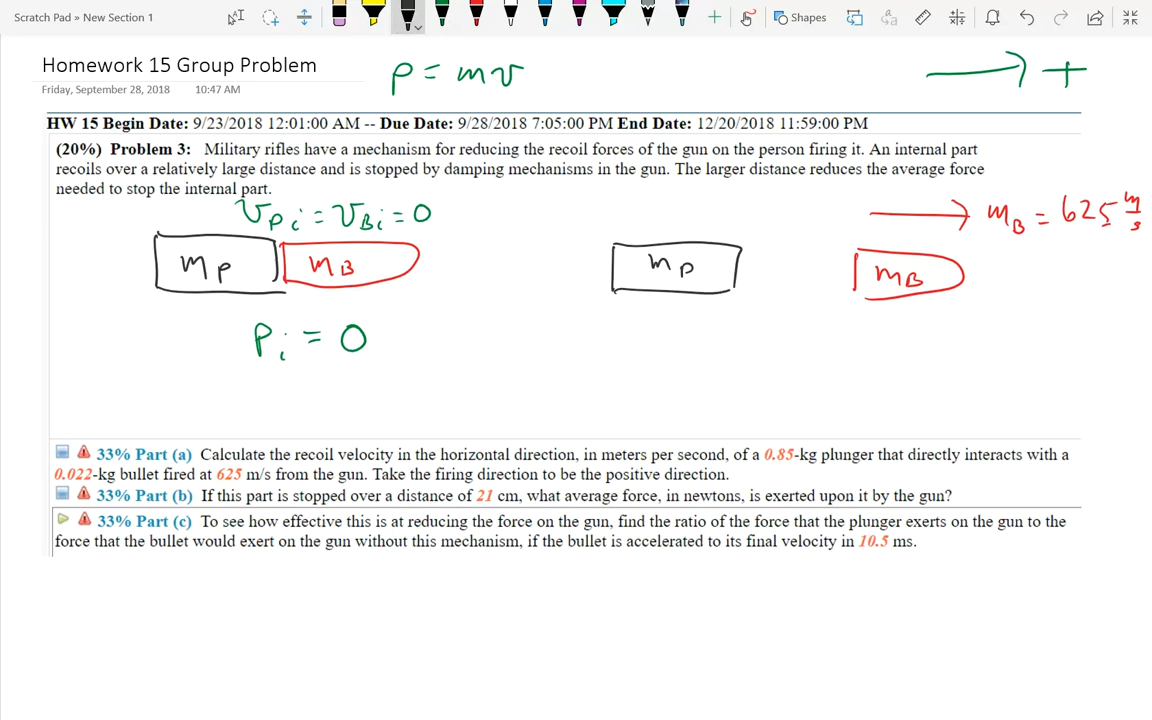 Scratch Pad » New Section 1
Shapes
Homework 15 Group Problem
Friday, September 28, 2018 10:47 AM
P = mv
+
HW 15 Begin Date: 9/23/2018 12:01:00 AM -- Due Date: 9/28/2018 7:05:00 PM End Date: 12/20/2018 11:59:00 PM
(20%) Problem 3: Military rifles have a mechanism for reducing the recoil forces of the gun on the person firing it. An internal part
recoils over a relatively large distance and is stopped by damping mechanisms in the gun. The larger distance reduces the average force
needed to stop the internal part.
v_Pi = v_Bi = 0
m_B = 625 m/s
m_P
m_B
m_P
m_B
P_i = 0
33% Part (a) Calculate the recoil velocity in the horizontal direction, in meters per second, of a 0.85-kg plunger that directly interacts with a
0.022-kg bullet fired at 625 m/s from the gun. Take the firing direction to be the positive direction.
33% Part (b) If this part is stopped over a distance of 21 cm, what average force, in newtons, is exerted upon it by the gun?
33% Part (c) To see how effective this is at reducing the force on the gun, find the ratio of the force that the plunger exerts on the gun to the
force that the bullet would exert on the gun without this mechanism, if the bullet is accelerated to its final velocity in 10.5 ms.